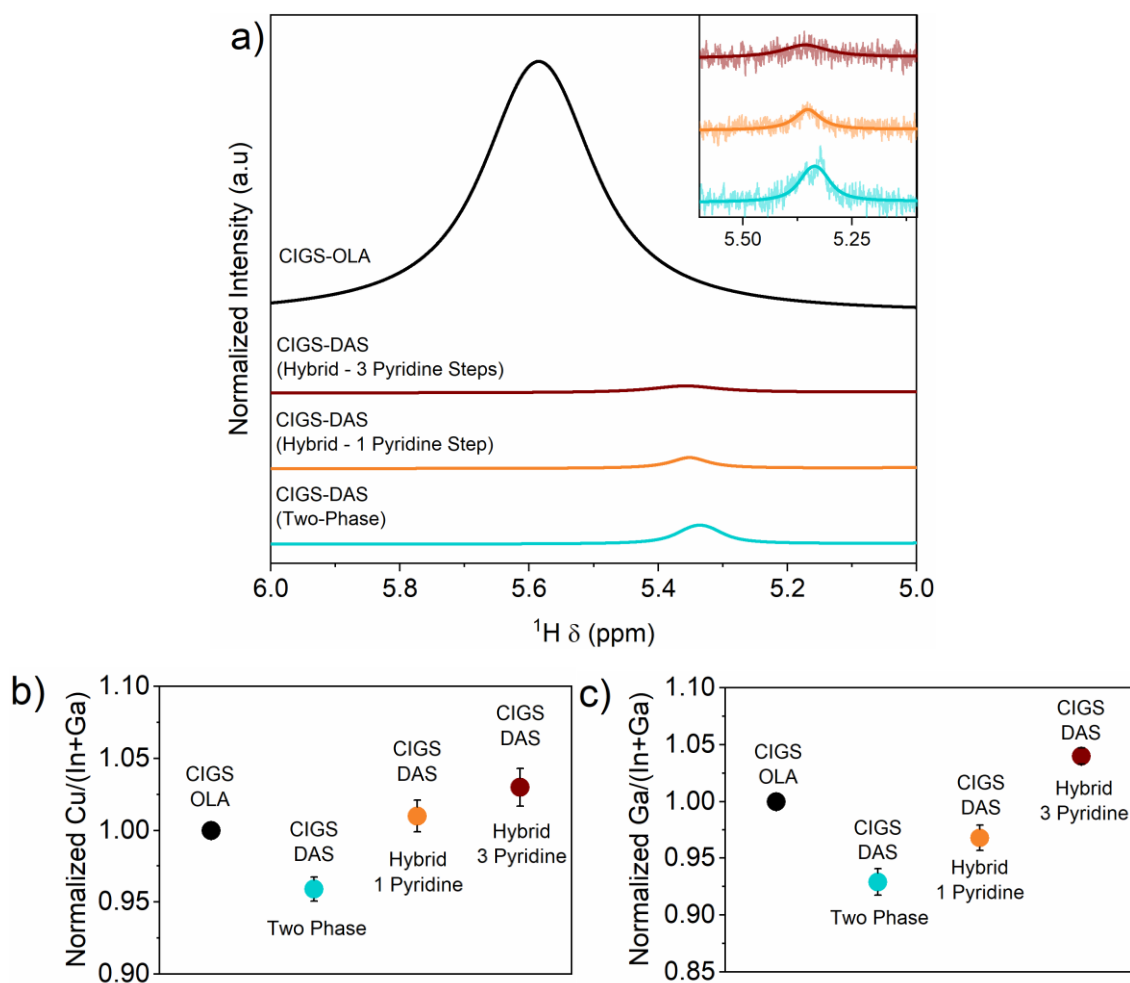 a)
Normalized Intensity (a.u)
CIGS-OLA
CIGS-DAS
(Hybrid - 3 Pyridine Steps)
CIGS-DAS
(Hybrid - 1 Pyridine Step)
CIGS-DAS
(Two-Phase)
5.50 5.25
6.0 5.8 5.6 5.4 5.2 5.0
¹H δ (ppm)
b)
Normalized Cu/(In+Ga)
1.10
1.05
1.00
0.95
0.90
CIGS
OLA
CIGS
DAS
Two Phase
CIGS
DAS
Hybrid
1 Pyridine
CIGS
DAS
Hybrid
3 Pyridine
c)
Normalized Ga/(In+Ga)
1.10
1.05
1.00
0.95
0.90
0.85
CIGS
OLA
CIGS
DAS
Two Phase
CIGS
DAS
Hybrid
1 Pyridine
CIGS
DAS
Hybrid
3 Pyridine